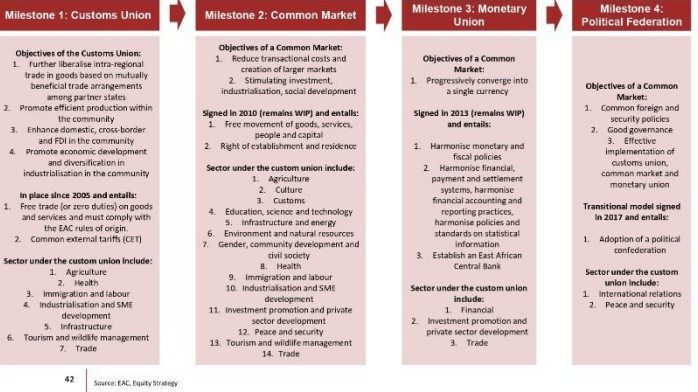 Milestone 1: Customs Union
Objectives of the Customs Union:
1. Further liberalise intra-regional
trade in goods based on mutually
beneficial trade arrangements
among partner states
2. Promote efficient production within
the community
3. Enhance domestic, cross-border
and FDI in the community
4. Promote economic development
and diversification in
industrialisation in the community
In place since 2005 and entails:
1. Free trade (or zero duties) on goods
and services and must comply with
the EAC rules of origin.
2. Common external tariffs (CET)
Sector under the custom union include:
1. Agriculture
2. Health
3. Immigration and labour
4. Industrialisation and SME
development
5. Infrastructure
6. Tourism and wildlife management
7. Trade
Milestone 2: Common Market
Objectives of a Common Market:
1. Reduce transactional costs and
creation of larger markets
2. Stimulating investment,
industrialisation, social development
Signed in 2010 (remains WIP) and entalls:
1. Free movement of goods, services,
people and capital
2. Right of establishment and residence
Sector under the custom union include:
1. Agriculture
2. Culture
3. Customs
4. Education, science and technology
5. Infrastructure and energy
6. Environment and natural resources
7. Gender, community development and
civil society
8. Health
9. Immigration and labour
10. Industrialisation and SME
development
11. Investment promotion and private
sector development
12. Peace and security
13. Tourism and wildlife management
14. Trade
Milestone 3: Monetary
Union
Objectives of a Common
Market:
1. Progressively converge into
a single currency
Signed in 2013 (remains WIP)
and entails:
1. Harmonise monetary and
fiscal policies
2. Harmonise financial,
payment and settlement
systems, harmonise
financial accounting and
reporting practices,
harmonise policies and
standards on statistical
information
3. Establish an East African
Central Bank
Sector under the custom union
include:
1. Financial
2. Investment promotion and
private sector development
3. Trade
Milestone 4:
Political Federation
Objectives of a Common
Market:
1. Common foreign and
security policies
2. Good governance
3. Effective
implementation of
customs union,
common market and
monetary union
Transitional model signed
in 2017 and entails:
1. Adoption of a political
confederation
Sector under the custom
union include:
1. International relations
2. Peace and security
42
Source: EAC, Equity Strategy